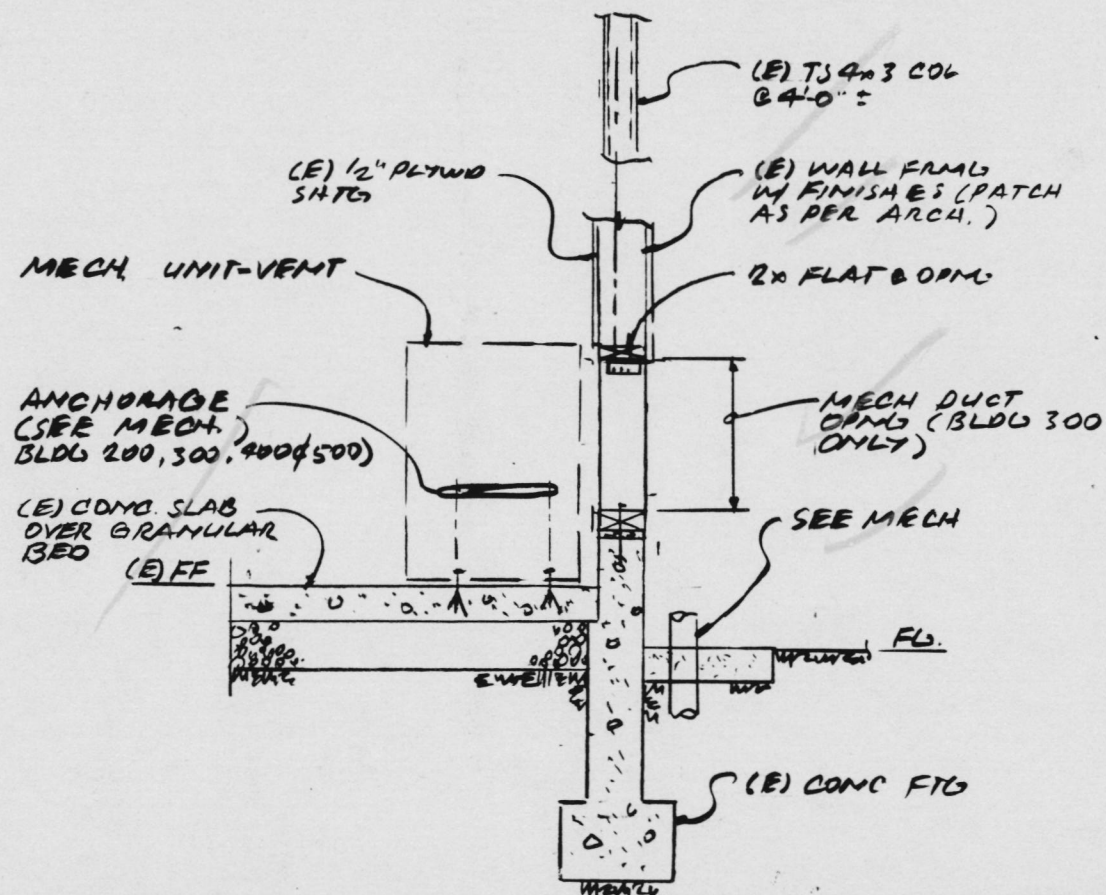 (E) TS 4x3 COL
@ 4'-0" ±
(E) 1/2" PLYWD
SHTG
(E) WALL FRMG
W/ FINISHES (PATCH
AS PER ARCH.)
MECH. UNIT-VENT
2x FLAT @ OPNG.
ANCHORAGE
(SEE MECH.)
BLDG 200, 300, 400 & 500)
MECH DUCT
OPNG (BLDG 300
ONLY)
(E) CONC. SLAB
OVER GRANULAR
BED
SEE MECH
(E) FF
FG.
(E) CONC FTG